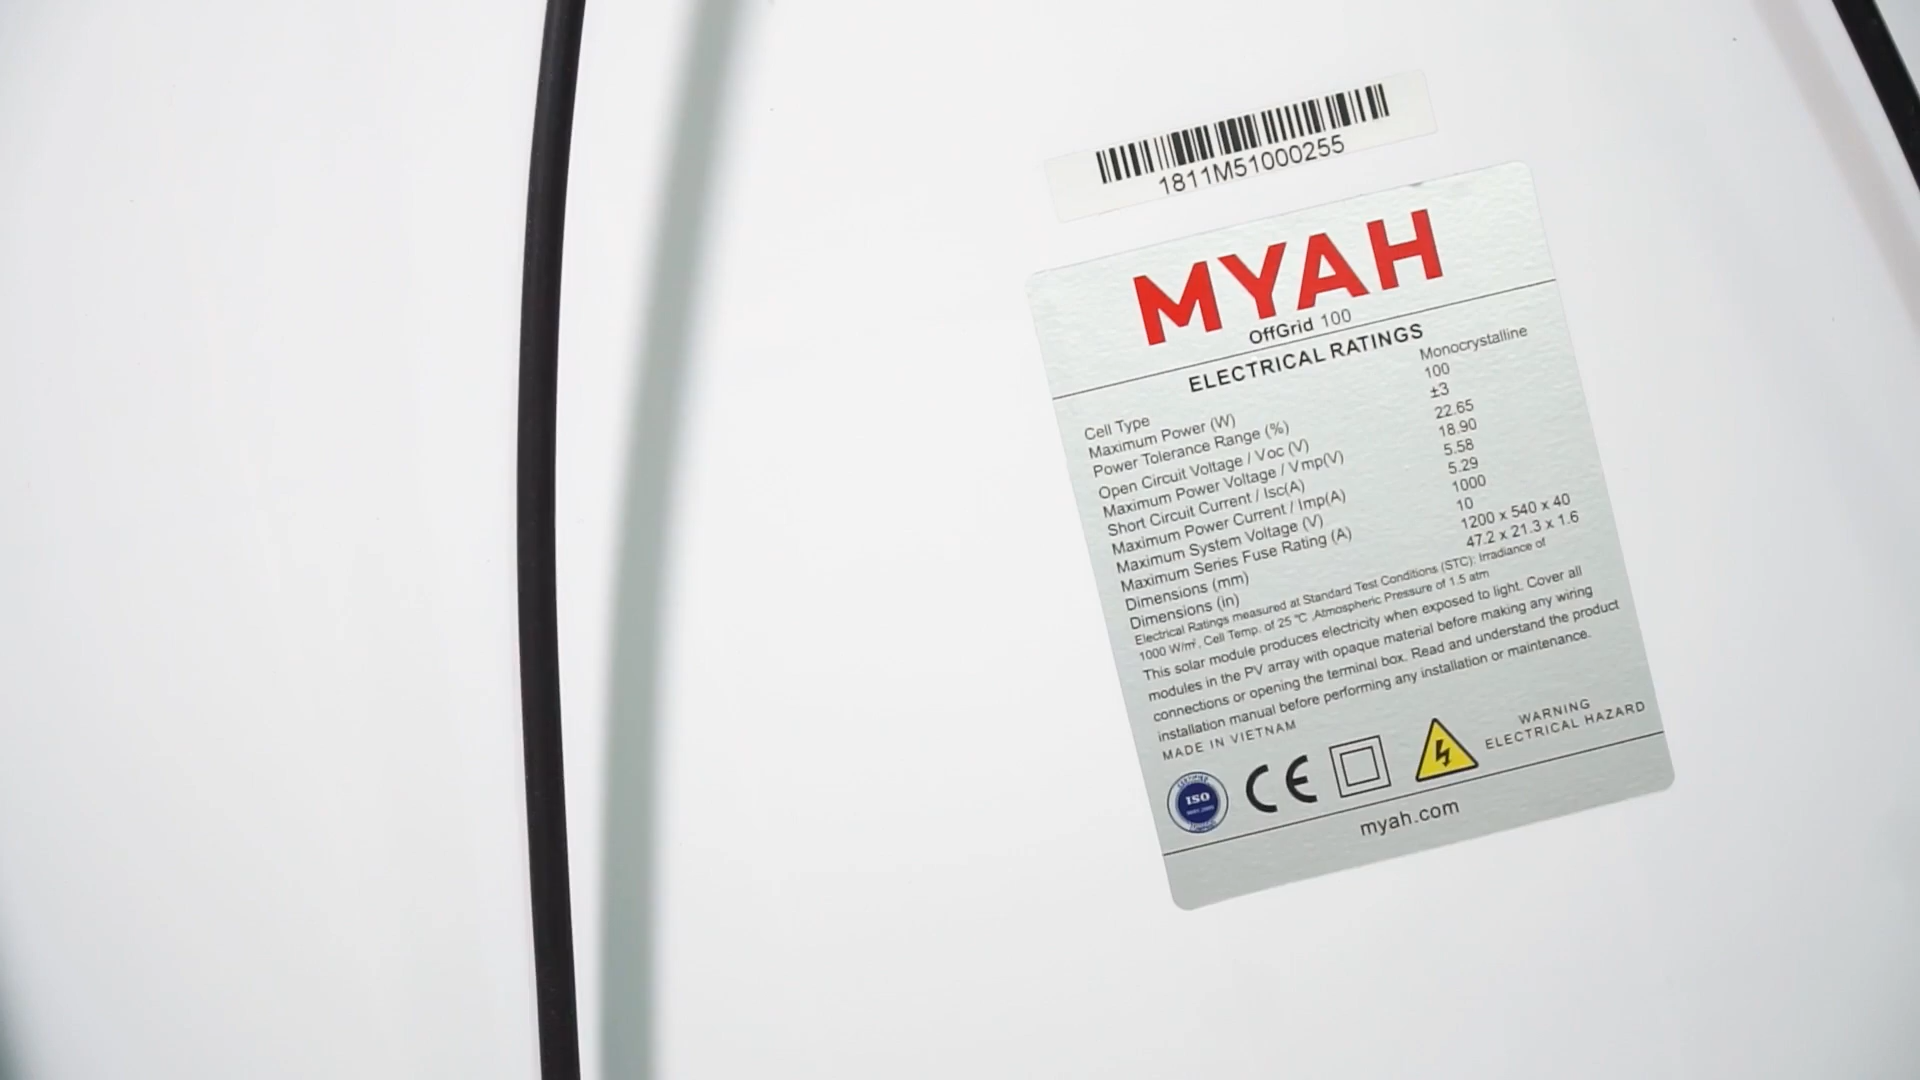 1811M51000255
MYAH
OffGrid 100
ELECTRICAL RATINGS
Cell Type Monocrystalline
Maximum Power (W) 100
Power Tolerance Range (%) ±3
Open Circuit Voltage / Voc (V) 22.65
Maximum Power Voltage / Vmp(V) 18.90
Short Circuit Current / Isc(A) 5.58
Maximum Power Current / Imp(A) 5.29
Maximum System Voltage (V) 1000
Maximum Series Fuse Rating (A) 10
Dimensions (mm) 1200 x 540 x 40
Dimensions (in) 47.2 x 21.3 x 1.6
Electrical Ratings measured at Standard Test Conditions (STC): Irradiance of
1000 W/m², Cell Temp. of 25 °C ,Atmospheric Pressure of 1.5 atm
This solar module produces electricity when exposed to light. Cover all
modules in the PV array with opaque material before making any wiring
connections or opening the terminal box. Read and understand the product
installation manual before performing any installation or maintenance.
MADE IN VIETNAM
WARNING
ELECTRICAL HAZARD
ISO
CE
myah.com